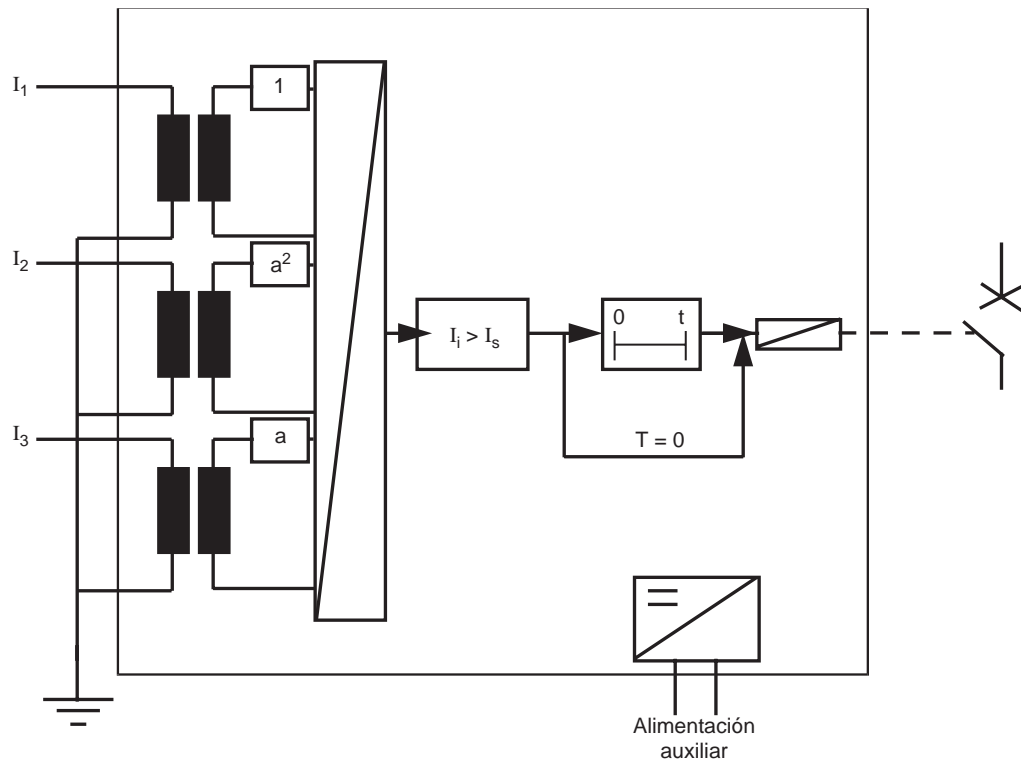 I₁
1
I₂
a²
Iᵢ > Iₛ
0 t
I₃
a
T = 0
Alimentación
auxiliar